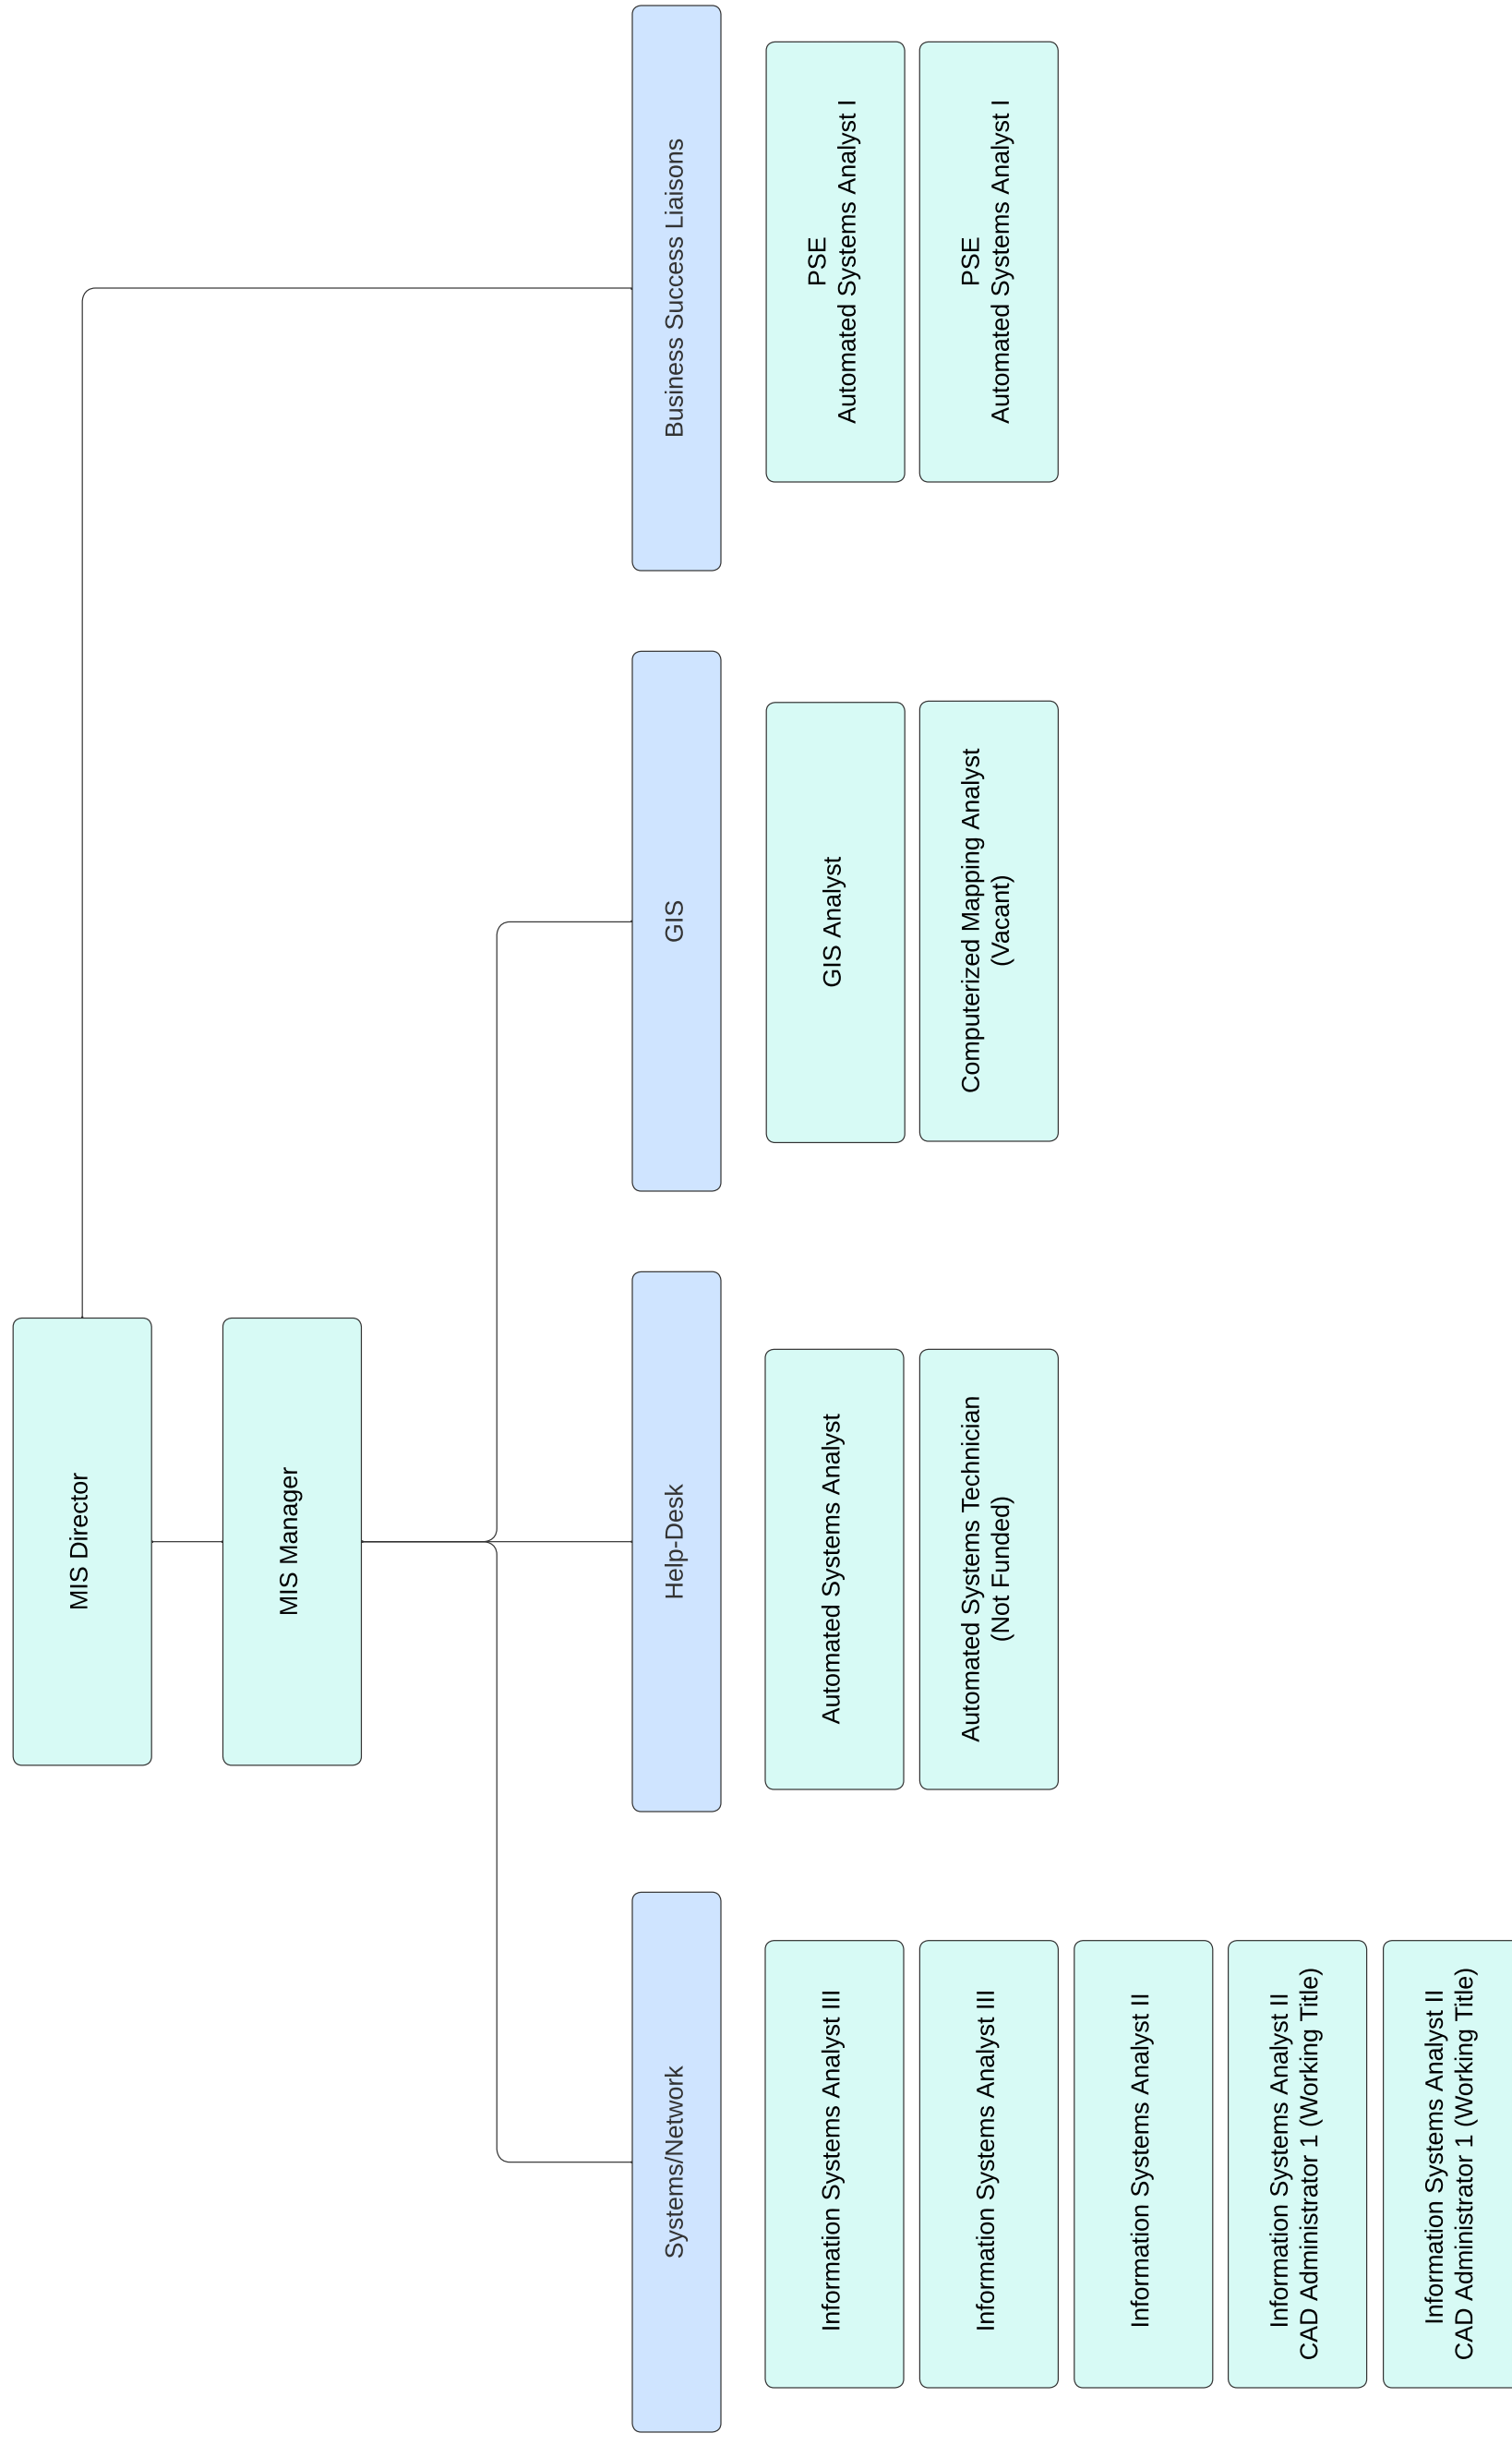 MIS Director
MIS Manager
Systems/Network
Help-Desk
GIS
Business Success Liaisons
Information Systems Analyst III
Information Systems Analyst III
Information Systems Analyst II
Information Systems Analyst II
CAD Administrator 1 (Working Title)
Information Systems Analyst II
CAD Administrator 1 (Working Title)
Automated Systems Analyst
Automated Systems Technician
(Not Funded)
GIS Analyst
Computerized Mapping Analyst
(Vacant)
PSE
Automated Systems Analyst I
PSE
Automated Systems Analyst I